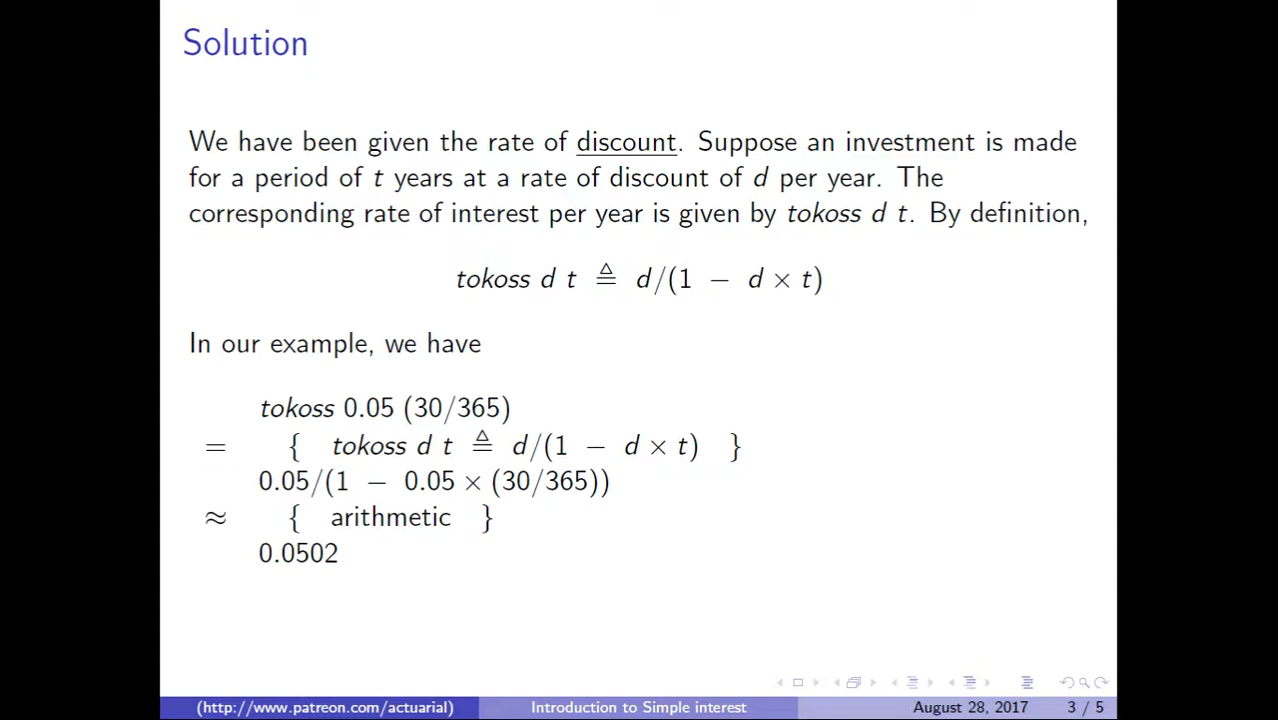 Solution
We have been given the rate of discount. Suppose an investment is made
for a period of t years at a rate of discount of d per year. The
corresponding rate of interest per year is given by tokoss d t. By definition,
tokoss d t ≜ d/(1 − d × t)
In our example, we have
tokoss 0.05 (30/365)
= { tokoss d t ≜ d/(1 − d × t) }
0.05/(1 − 0.05 × (30/365))
≈ { arithmetic }
0.0502
(http://www.patreon.com/actuarial) Introduction to Simple interest August 28, 2017 3 / 5